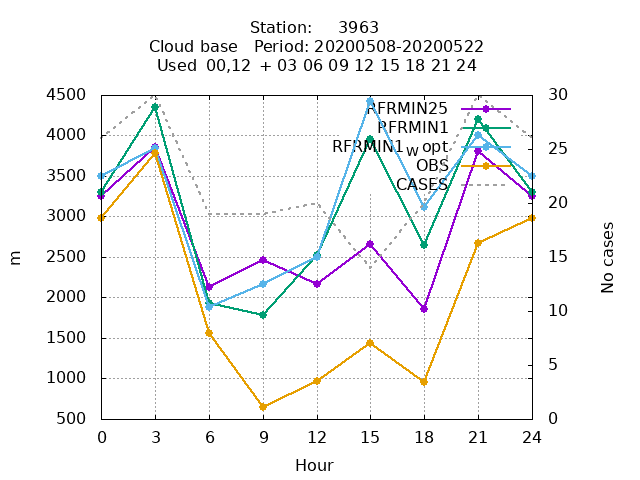 Station: 3963
Cloud base Period: 20200508-20200522
Used 00,12 + 03 06 09 12 15 18 21 24
4500
4000
3500
3000
2500
2000
1500
1000
500
m
30
25
20
15
10
5
0
No cases
RFRMIN25
RFRMIN1
RFRMIN1wopt
OBS
CASES
0 3 6 9 12 15 18 21 24
Hour